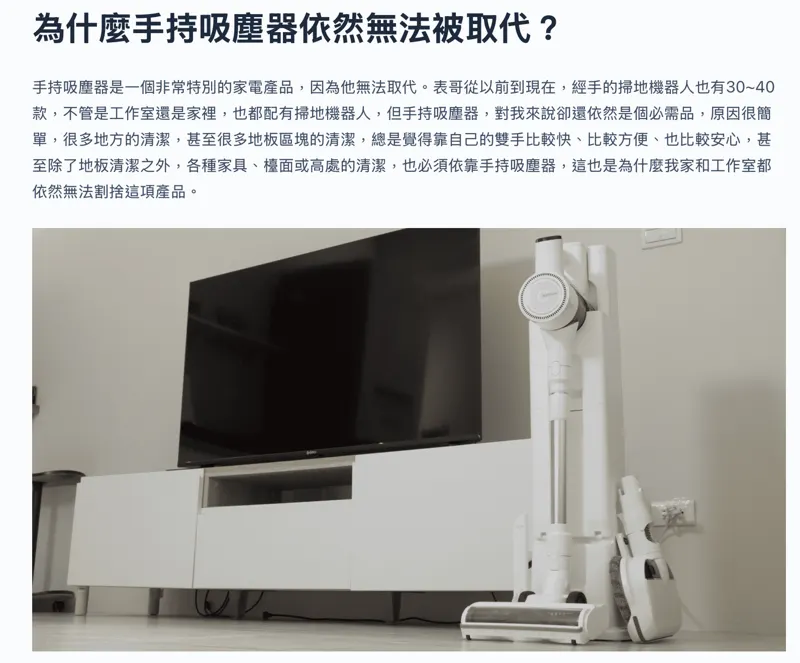 為什麼手持吸塵器依然無法被取代？
手持吸塵器是一個非常特別的家電產品，因為他無法取代。表哥從以前到現在，經手的掃地機器人也有30~40
款，不管是工作室還是家裡，也都配有掃地機器人，但手持吸塵器，對我來說卻還依然是個必需品，原因很簡
單，很多地方的清潔，甚至很多地板區塊的清潔，總是覺得靠自己的雙手比較快、比較方便、也比較安心，甚
至除了地板清潔之外，各種家具、檯面或高處的清潔，也必須依靠手持吸塵器，這也是為什麼我家和工作室都
依然無法割捨這項產品。